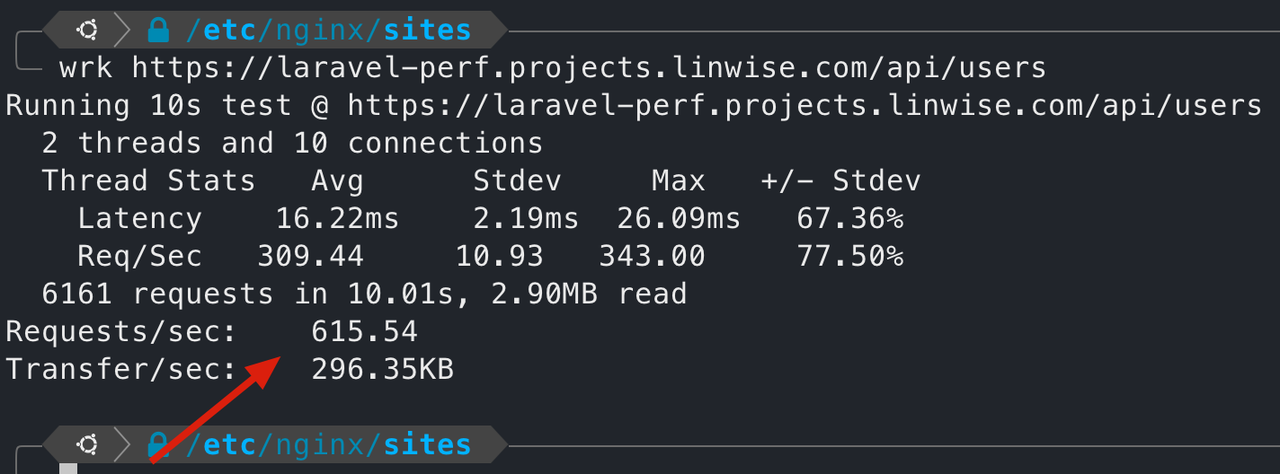 /etc/nginx/sites
wrk https://laravel-perf.projects.linwise.com/api/users
Running 10s test @ https://laravel-perf.projects.linwise.com/api/users
2 threads and 10 connections
Thread Stats Avg Stdev Max +/- Stdev
Latency 16.22ms 2.19ms 26.09ms 67.36%
Req/Sec 309.44 10.93 343.00 77.50%
6161 requests in 10.01s, 2.90MB read
Requests/sec: 615.54
Transfer/sec: 296.35KB
/etc/nginx/sites